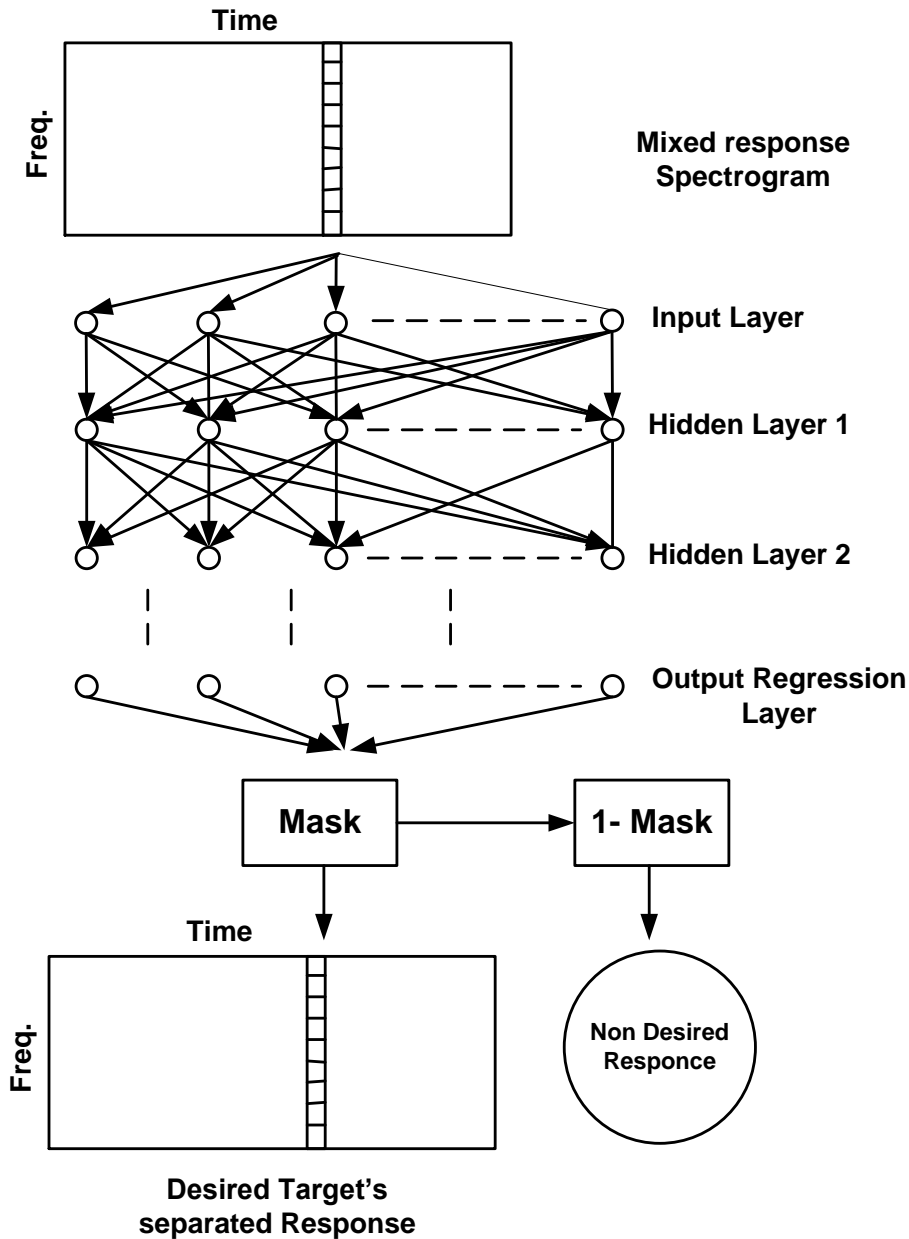 Time
Freq.
Mixed response
Spectrogram
Input Layer
Hidden Layer 1
Hidden Layer 2
Output Regression
Layer
Mask
1- Mask
Time
Freq.
Non Desired
Responce
Desired Target's
separated Response